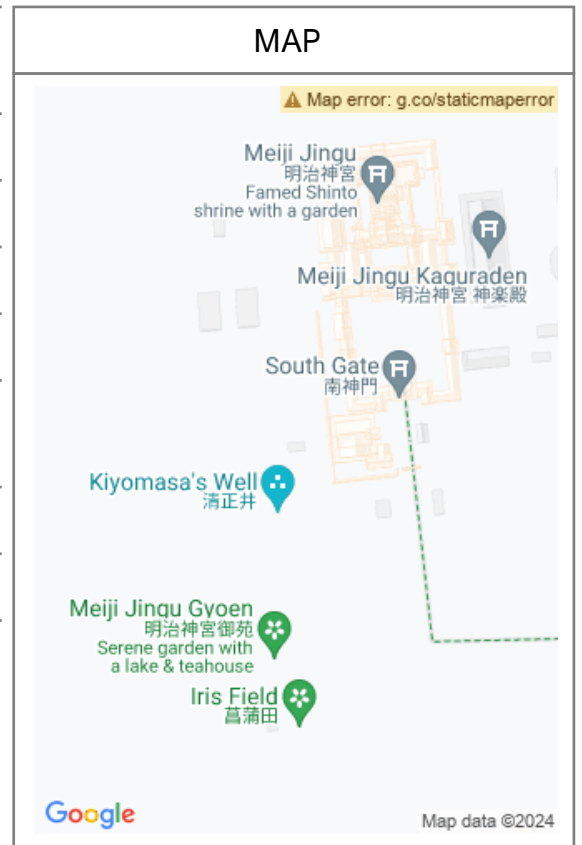 MAP
Map error: g.co/staticmaperror
Meiji Jingu
明治神宮
Famed Shinto
shrine with a garden
Meiji Jingu Kaguraden
明治神宮 神楽殿
South Gate
南神門
Kiyomasa's Well
清正井
Meiji Jingu Gyoen
明治神宮御苑
Serene garden with
a lake & teahouse
Iris Field
菖蒲田
Google
Map data ©2024